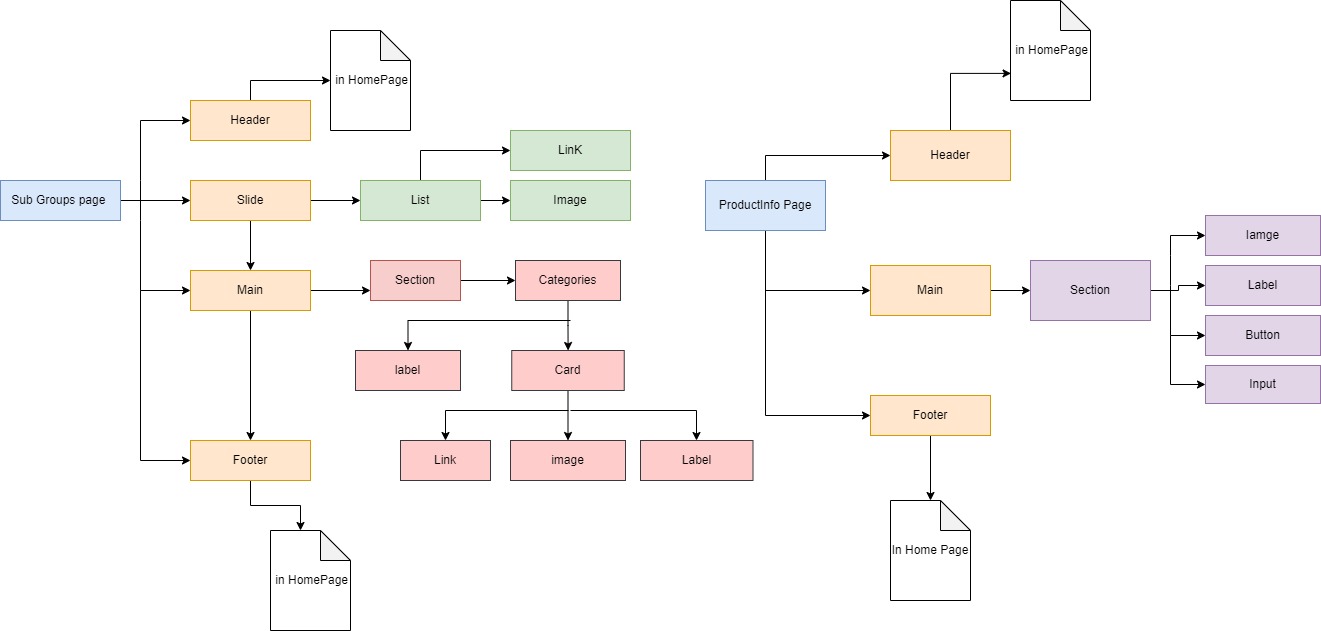 in HomePage
Header
Sub Groups page
Slide
List
LinK
Image
Main
Section
Categories
label
Card
Link
image
Label
Footer
in HomePage
in HomePage
Header
ProductInfo Page
Main
Section
Iamge
Label
Button
Input
Footer
In Home Page